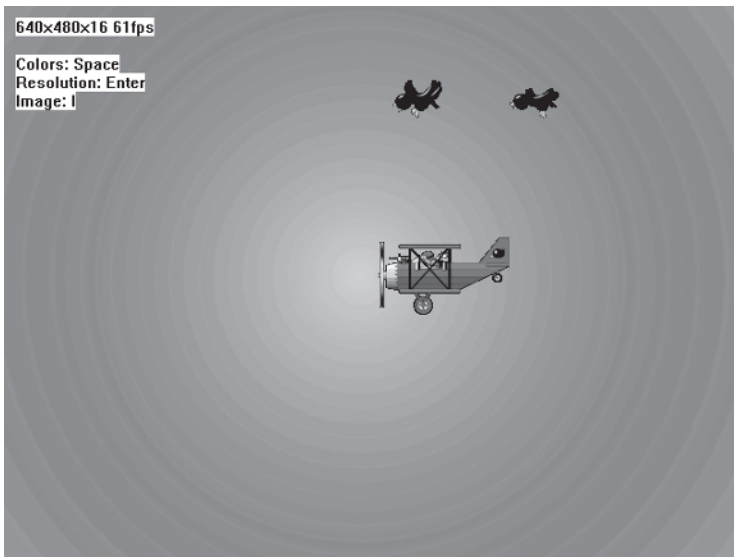 640x480x16 61fps
Colors: Space
Resolution: Enter
Image: I